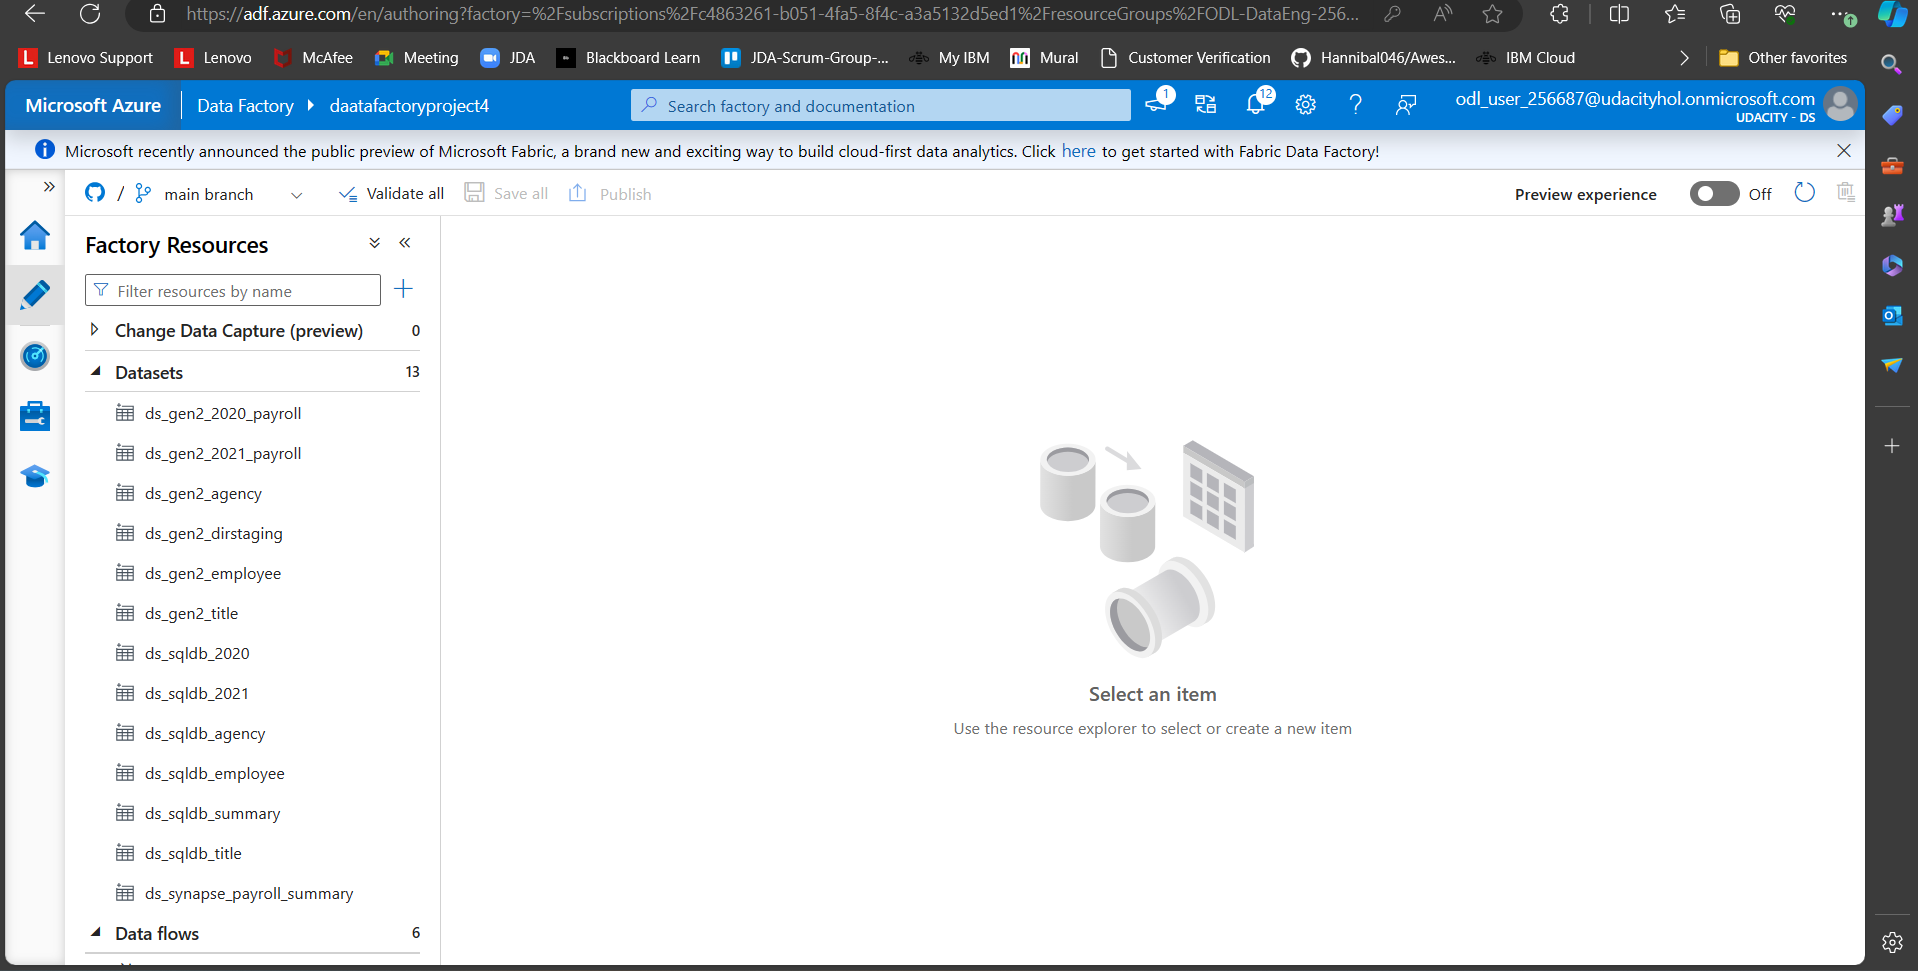 https://adf.azure.com/en/authoring?factory=%2Fsubscriptions%2Fc4863261-b051-4fa5-8f4c-a3a5132d5ed1%2FresourceGroups%2FODL-DataEng-256...
Lenovo Support Lenovo McAfee Meeting JDA Blackboard Learn JDA-Scrum-Group-... My IBM Mural Customer Verification Hannibal046/Awes... IBM Cloud Other favorites
Microsoft Azure Data Factory daatafactoryproject4 Search factory and documentation 1 12 odl_user_256687@udacityhol.onmicrosoft.com
UDACITY - DS
Microsoft recently announced the public preview of Microsoft Fabric, a brand new and exciting way to build cloud-first data analytics. Click here to get started with Fabric Data Factory!
/ main branch Validate all Save all Publish Preview experience Off
Factory Resources
Filter resources by name
Change Data Capture (preview) 0
Datasets 13
ds_gen2_2020_payroll
ds_gen2_2021_payroll
ds_gen2_agency
ds_gen2_dirstaging
ds_gen2_employee
ds_gen2_title
ds_sqldb_2020
ds_sqldb_2021
ds_sqldb_agency
ds_sqldb_employee
ds_sqldb_summary
ds_sqldb_title
ds_synapse_payroll_summary
Data flows 6
Select an item
Use the resource explorer to select or create a new item